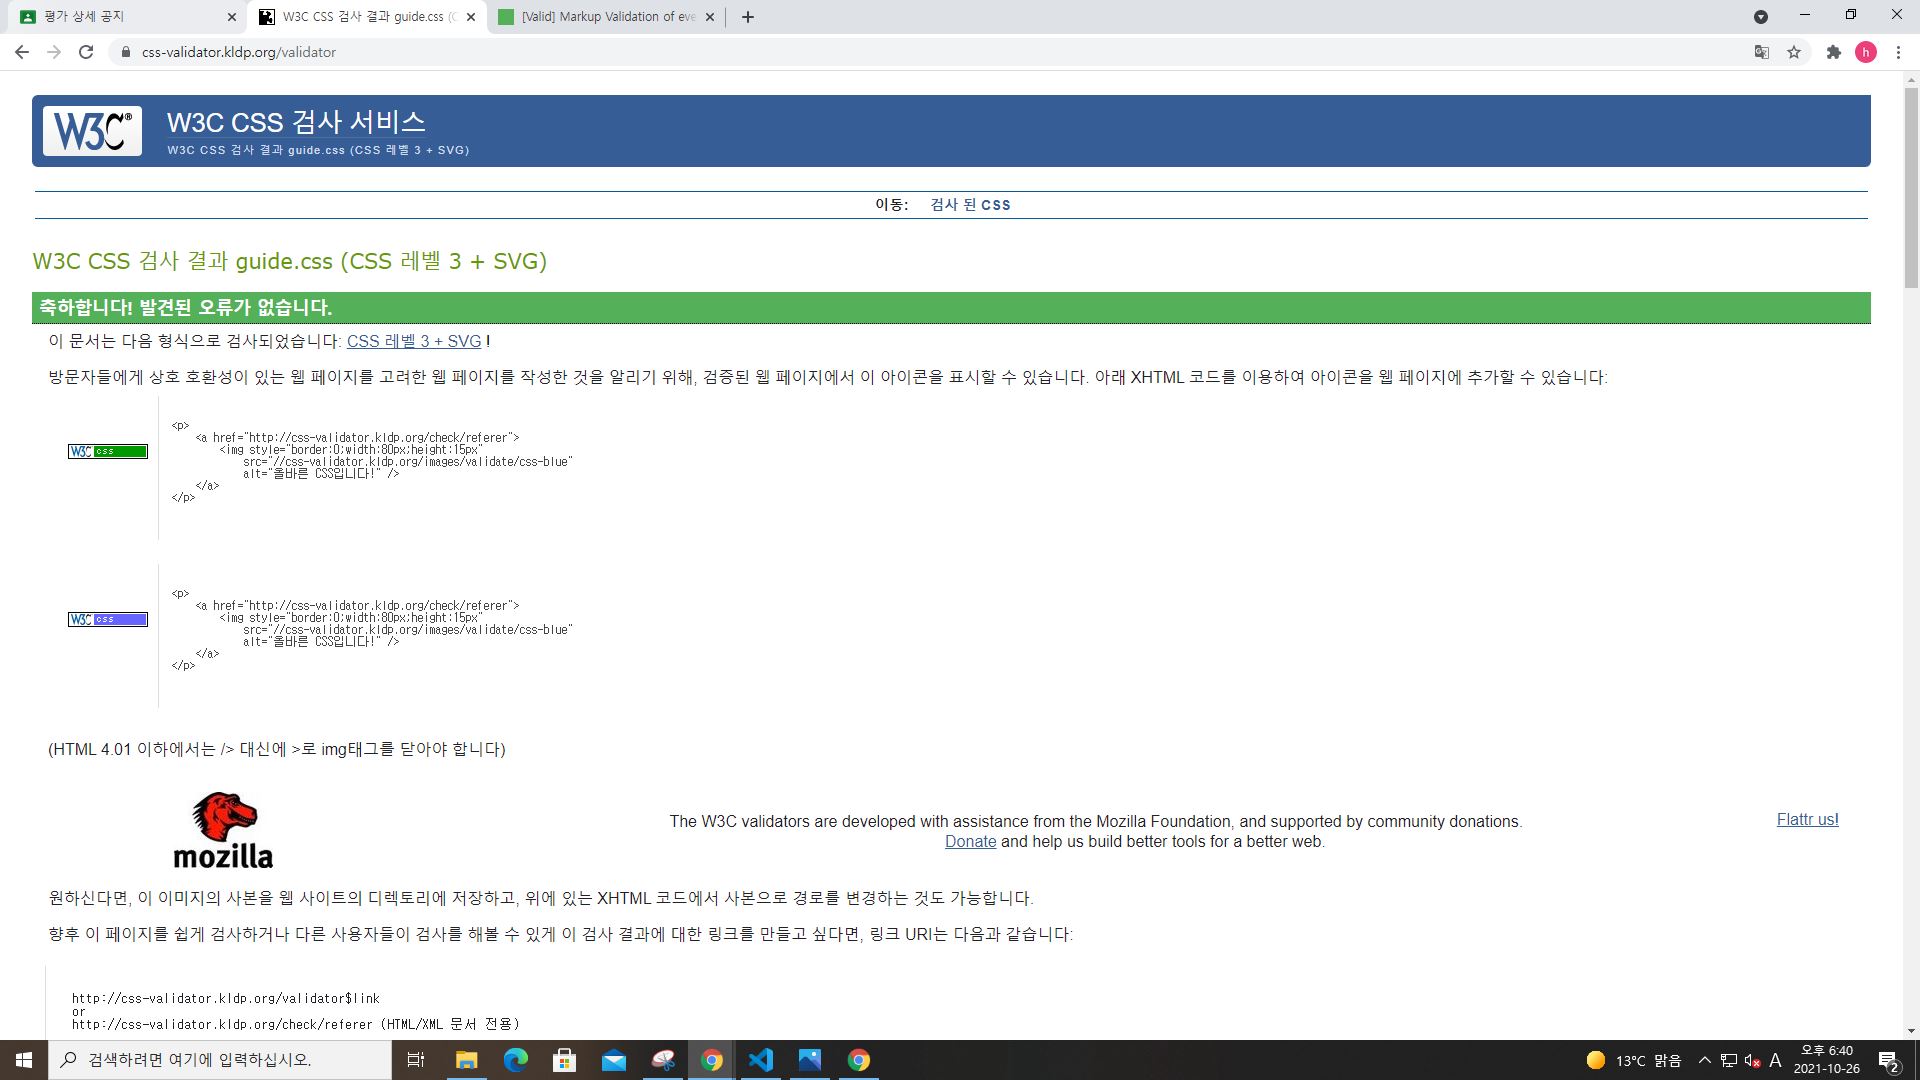 평가 상세 공지
W3C CSS 검사 결과 guide.css (C
[Valid] Markup Validation of eve
css-validator.kldp.org/validator
h
W3C®
W3C CSS 검사 서비스
W3C CSS 검사 결과 guide.css (CSS 레벨 3 + SVG)
이동: 검사 된 CSS
W3C CSS 검사 결과 guide.css (CSS 레벨 3 + SVG)
축하합니다! 발견된 오류가 없습니다.
이 문서는 다음 형식으로 검사되었습니다: CSS 레벨 3 + SVG !
방문자들에게 상호 호환성이 있는 웹 페이지를 고려한 웹 페이지를 작성한 것을 알리기 위해, 검증된 웹 페이지에서 이 아이콘을 표시할 수 있습니다. 아래 XHTML 코드를 이용하여 아이콘을 웹 페이지에 추가할 수 있습니다:
W3C css
<p>
<a href="http://css-validator.kldp.org/check/referer">
<img style="border:0;width:80px;height:15px"
src="//css-validator.kldp.org/images/validate/css-blue"
alt="올바른 CSS입니다!" />
</a>
</p>
W3C css
<p>
<a href="http://css-validator.kldp.org/check/referer">
<img style="border:0;width:80px;height:15px"
src="//css-validator.kldp.org/images/validate/css-blue"
alt="올바른 CSS입니다!" />
</a>
</p>
(HTML 4.01 이하에서는 /> 대신에 >로 img태그를 닫아야 합니다)
mozilla
The W3C validators are developed with assistance from the Mozilla Foundation, and supported by community donations.
Donate and help us build better tools for a better web.
Flattr us!
원하신다면, 이 이미지의 사본을 웹 사이트의 디렉토리에 저장하고, 위에 있는 XHTML 코드에서 사본으로 경로를 변경하는 것도 가능합니다.
향후 이 페이지를 쉽게 검사하거나 다른 사용자들이 검사를 해볼 수 있게 이 검사 결과에 대한 링크를 만들고 싶다면, 링크 URI는 다음과 같습니다:
http://css-validator.kldp.org/validator$link
or
http://css-validator.kldp.org/check/referer (HTML/XML 문서 전용)
검색하려면 여기에 입력하십시오.
13°C 맑음
A
오후 6:40
2021-10-26
2